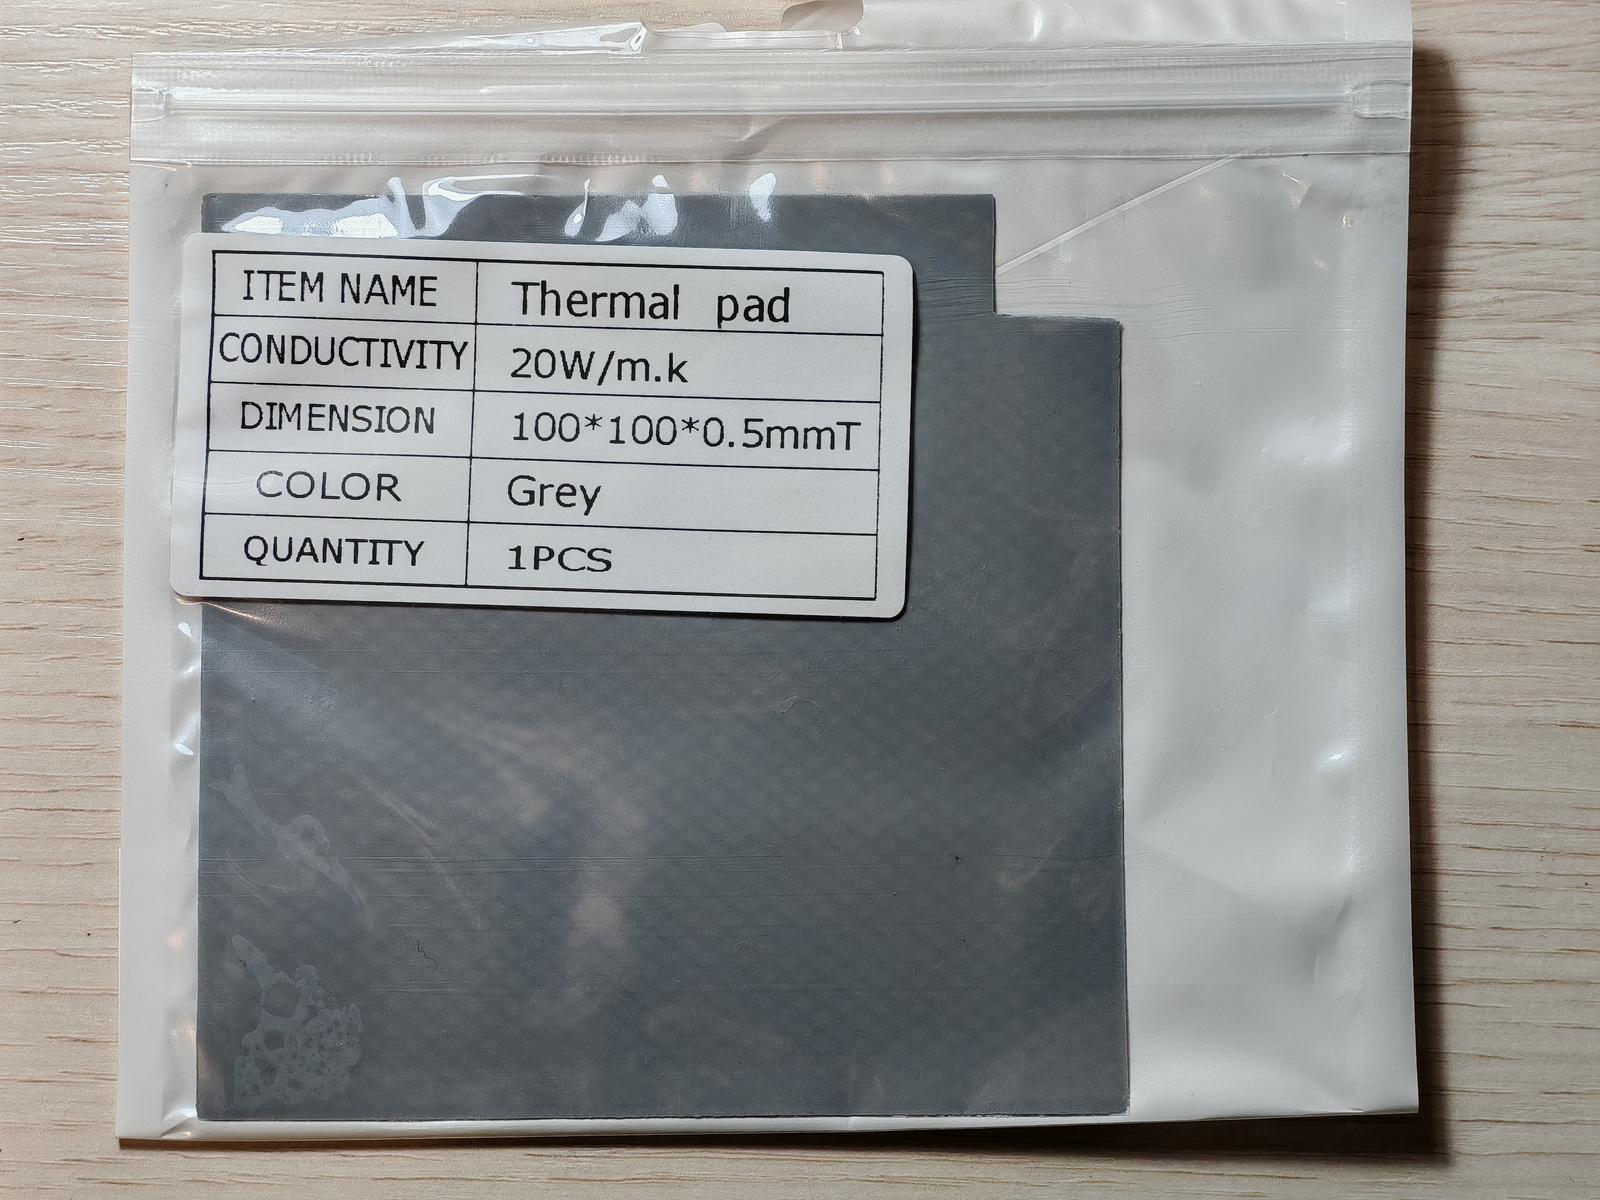 ITEM NAME Thermal pad
CONDUCTIVITY 20W/m.k
DIMENSION 100*100*0.5mmT
COLOR Grey
QUANTITY 1PCS